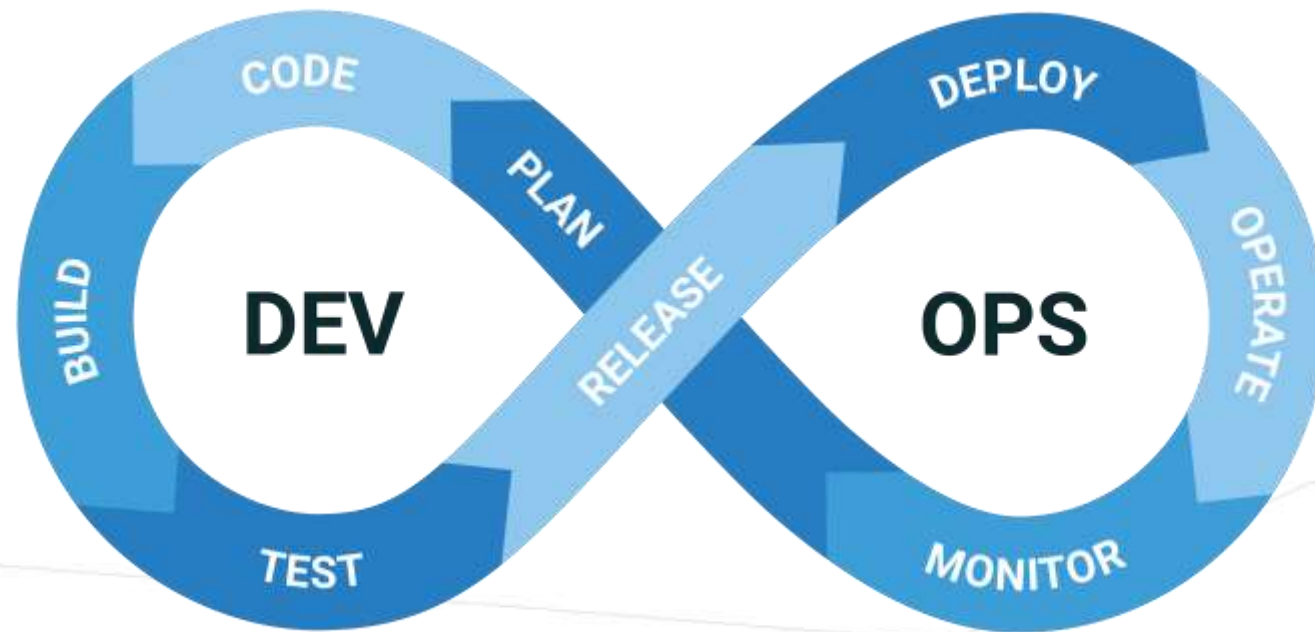 CODE
DEPLOY
PLAN
OPERATE
BUILD
DEV
RELEASE
OPS
TEST
MONITOR